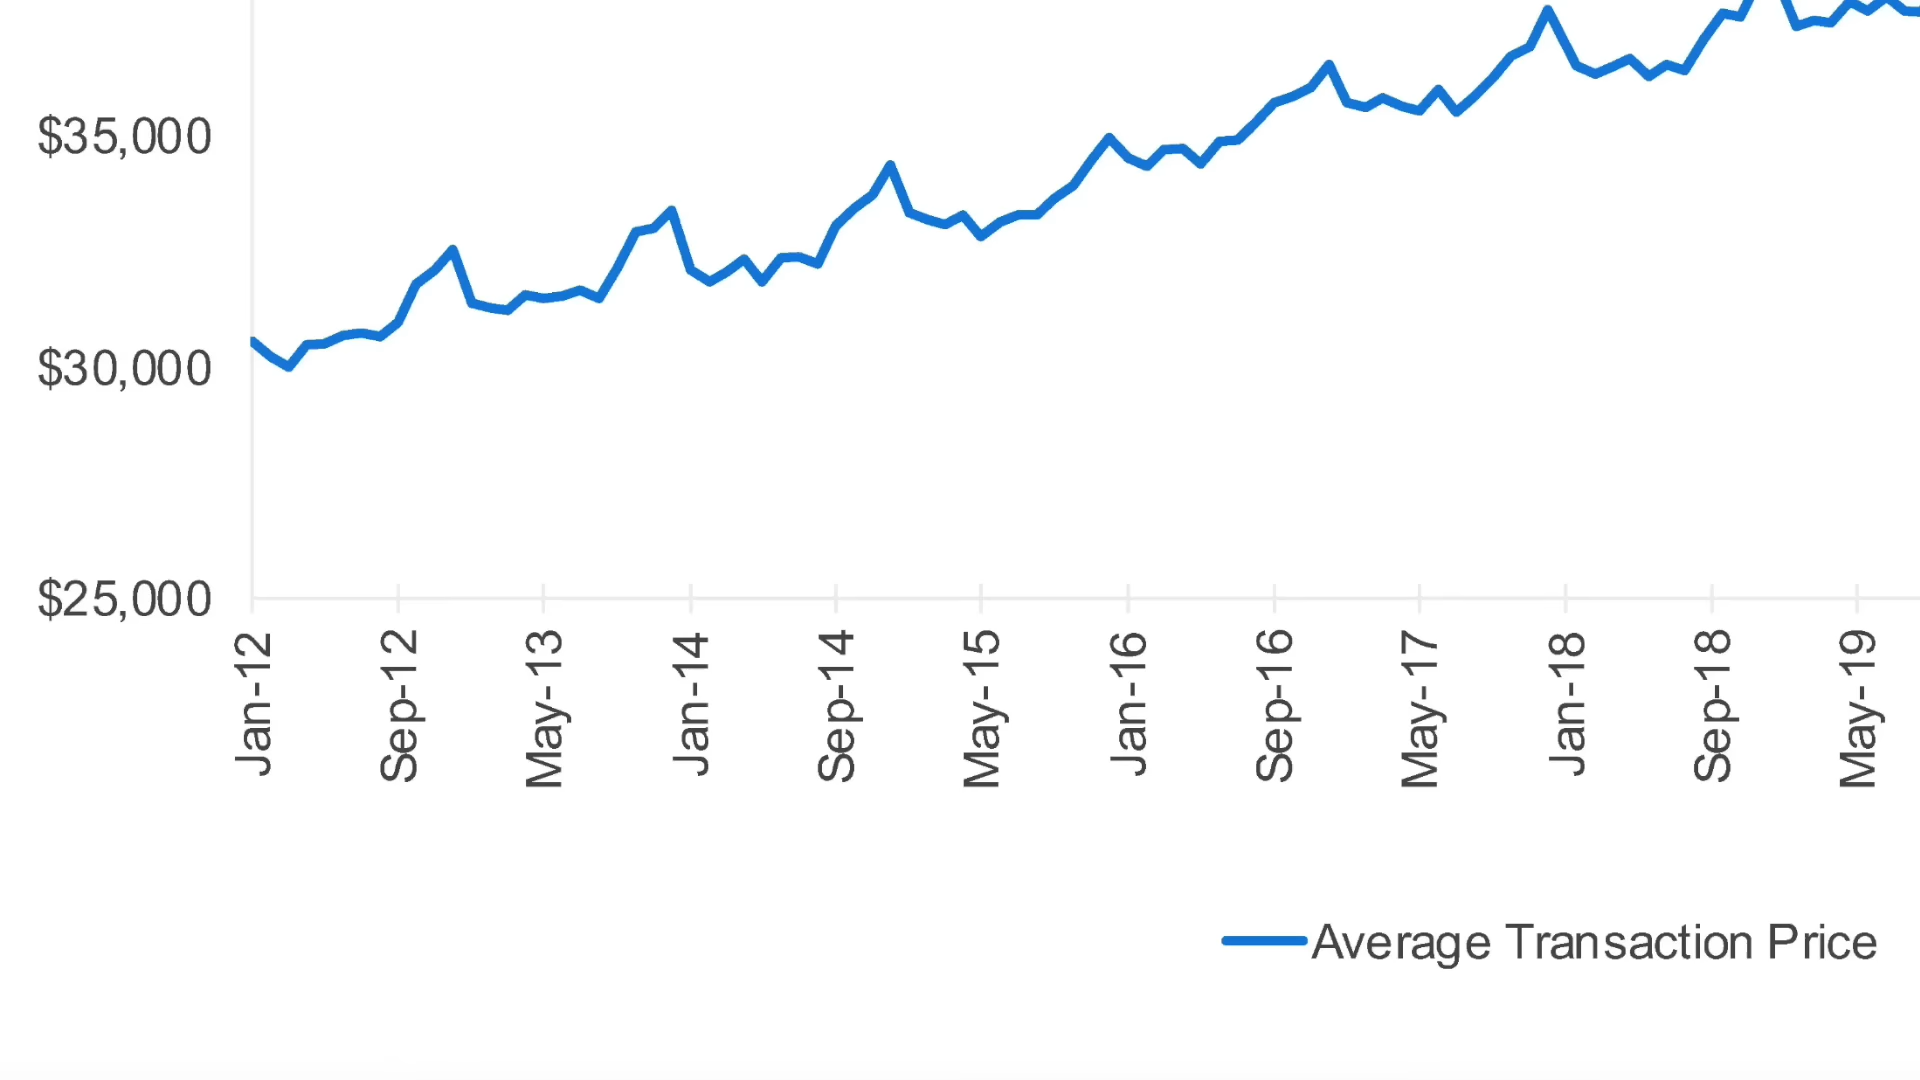 $35,000
$30,000
$25,000
Jan-12
Sep-12
May-13
Jan-14
Sep-14
May-15
Jan-16
Sep-16
May-17
Jan-18
Sep-18
May-19
Average Transaction Price